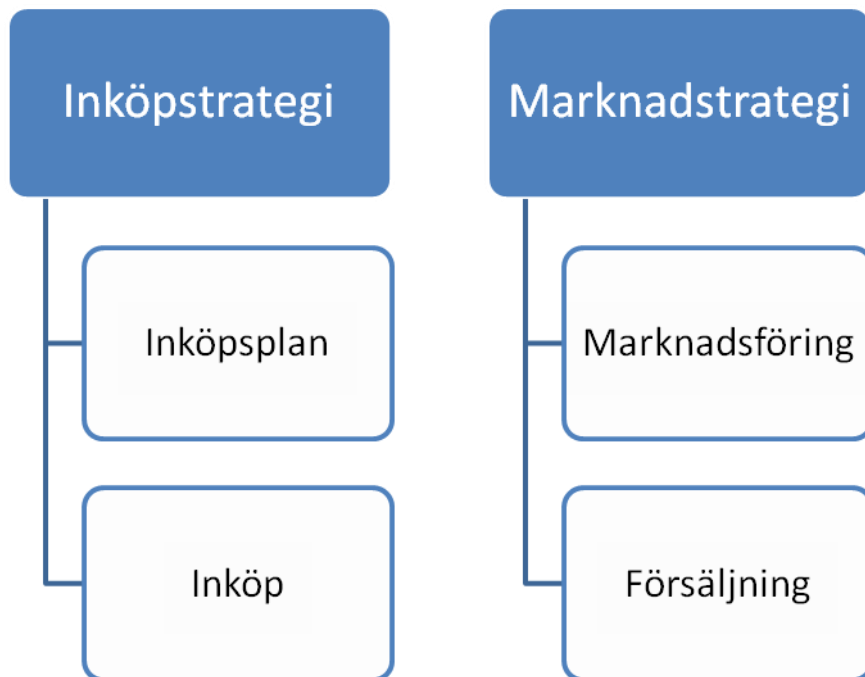 Inköpstrategi
Inköpsplan
Inköp
Marknadstrategi
Marknadsföring
Försäljning